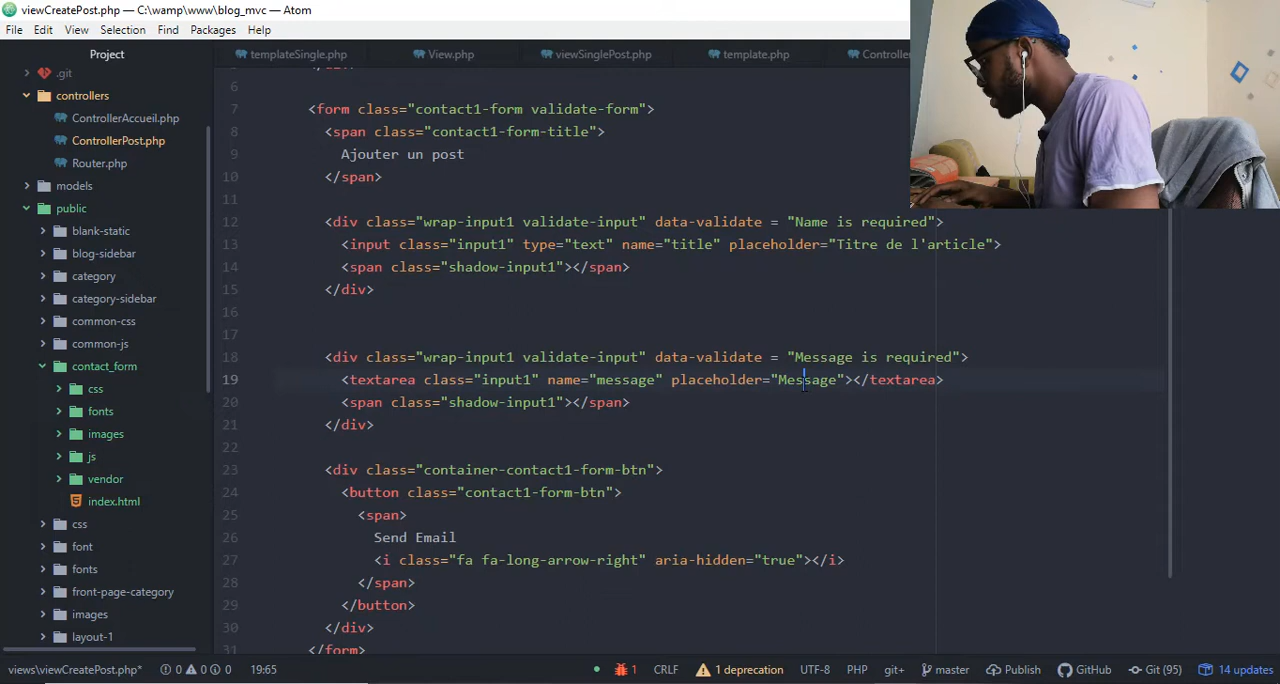 viewCreatePost.php — C:\wamp\www\blog_mvc — Atom
File Edit View Selection Find Packages Help
Project
templateSingle.php View.php viewSinglePost.php template.php Controller
.git
controllers
ControllerAccueil.php
ControllerPost.php
Router.php
models
public
blank-static
blog-sidebar
category
category-sidebar
common-css
common-js
contact_form
css
fonts
images
js
vendor
index.html
css
font
fonts
front-page-category
images
layout-1
6
7 <form class="contact1-form validate-form">
8 <span class="contact1-form-title">
9 Ajouter un post
10 </span>
11
12 <div class="wrap-input1 validate-input" data-validate = "Name is required">
13 <input class="input1" type="text" name="title" placeholder="Titre de l'article">
14 <span class="shadow-input1"></span>
15 </div>
16
17
18 <div class="wrap-input1 validate-input" data-validate = "Message is required">
19 <textarea class="input1" name="message" placeholder="Message"></textarea>
20 <span class="shadow-input1"></span>
21 </div>
22
23 <div class="container-contact1-form-btn">
24 <button class="contact1-form-btn">
25 <span>
26 Send Email
27 <i class="fa fa-long-arrow-right" aria-hidden="true"></i>
28 </span>
29 </button>
30 </div>
31 </form>
views\viewCreatePost.php* 0 0 0 19:65 1 CRLF 1 deprecation UTF-8 PHP git+ master Publish GitHub Git (95) 14 updates